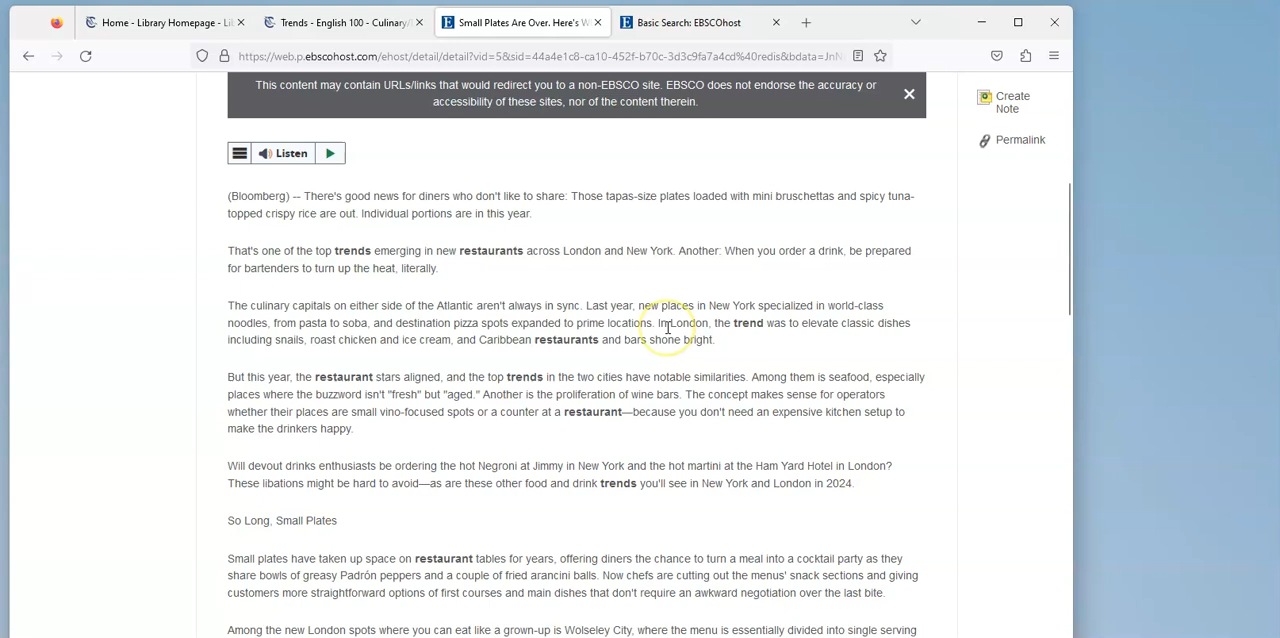 Home - Library Homepage - Li
Trends - English 100 - Culinary/
Small Plates Are Over. Here's W
Basic Search: EBSCOhost
https://web.p.ebscohost.com/ehost/detail/detail?vid=5&sid=44a4e1c8-ca10-452f-b70c-3d3c9fa7a4cd%40redis&bdata=JnN
This content may contain URLs/links that would redirect you to a non-EBSCO site. EBSCO does not endorse the accuracy or
accessibility of these sites, nor of the content therein.
Create
Note
Permalink
Listen
(Bloomberg) -- There's good news for diners who don't like to share: Those tapas-size plates loaded with mini bruschettas and spicy tuna-
topped crispy rice are out. Individual portions are in this year.
That's one of the top trends emerging in new restaurants across London and New York. Another: When you order a drink, be prepared
for bartenders to turn up the heat, literally.
The culinary capitals on either side of the Atlantic aren't always in sync. Last year, new places in New York specialized in world-class
noodles, from pasta to soba, and destination pizza spots expanded to prime locations. In London, the trend was to elevate classic dishes
including snails, roast chicken and ice cream, and Caribbean restaurants and bars shone bright.
But this year, the restaurant stars aligned, and the top trends in the two cities have notable similarities. Among them is seafood, especially
places where the buzzword isn't "fresh" but "aged." Another is the proliferation of wine bars. The concept makes sense for operators
whether their places are small vino-focused spots or a counter at a restaurant—because you don't need an expensive kitchen setup to
make the drinkers happy.
Will devout drinks enthusiasts be ordering the hot Negroni at Jimmy in New York and the hot martini at the Ham Yard Hotel in London?
These libations might be hard to avoid—as are these other food and drink trends you'll see in New York and London in 2024.
So Long, Small Plates
Small plates have taken up space on restaurant tables for years, offering diners the chance to turn a meal into a cocktail party as they
share bowls of greasy Padrón peppers and a couple of fried arancini balls. Now chefs are cutting out the menus' snack sections and giving
customers more straightforward options of first courses and main dishes that don't require an awkward negotiation over the last bite.
Among the new London spots where you can eat like a grown-up is Wolseley City, where the menu is essentially divided into single serving